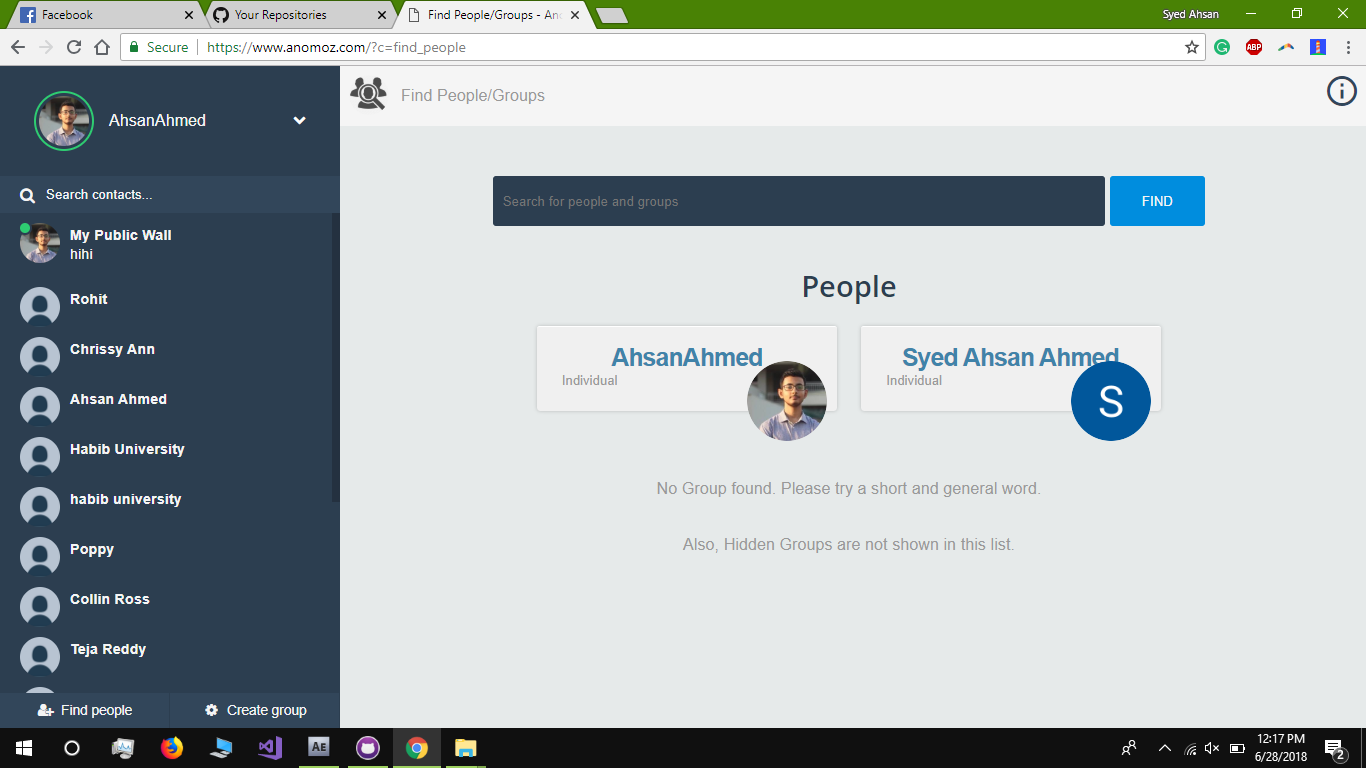 Facebook
Your Repositories
Find People/Groups - Ano
Syed Ahsan
Secure
https://www.anomoz.com/?c=find_people
ABP
AhsanAhmed
Search contacts...
My Public Wall
hihi
Rohit
Chrissy Ann
Ahsan Ahmed
Habib University
habib university
Poppy
Collin Ross
Teja Reddy
Find people
Create group
Find People/Groups
Search for people and groups
FIND
People
AhsanAhmed
Individual
Syed Ahsan Ahmed
Individual
S
No Group found. Please try a short and general word.
Also, Hidden Groups are not shown in this list.
Ae
12:17 PM
6/28/2018
2